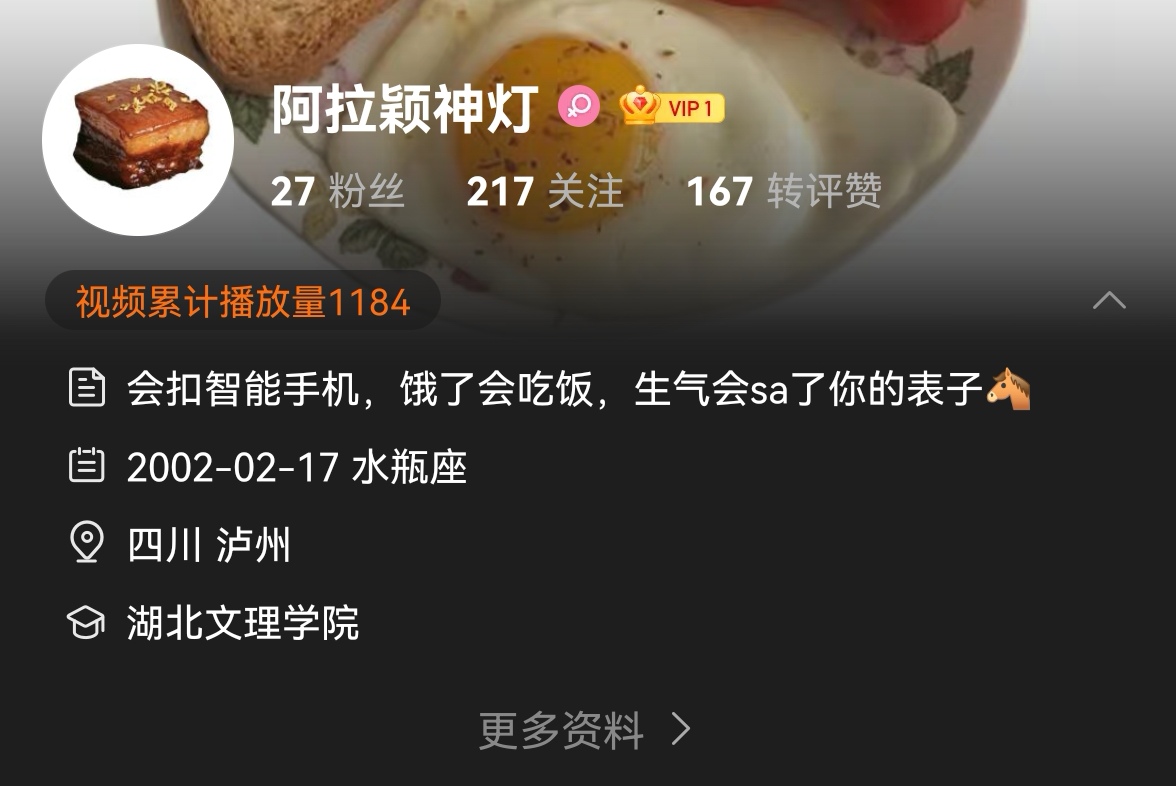 阿拉颖神灯 VIP 1
27 粉丝 217 关注 167 转评赞
视频累计播放量1184
会扣智能手机，饿了会吃饭，生气会sa了你的表子🐴
2002-02-17 水瓶座
四川 泸州
湖北文理学院
更多资料